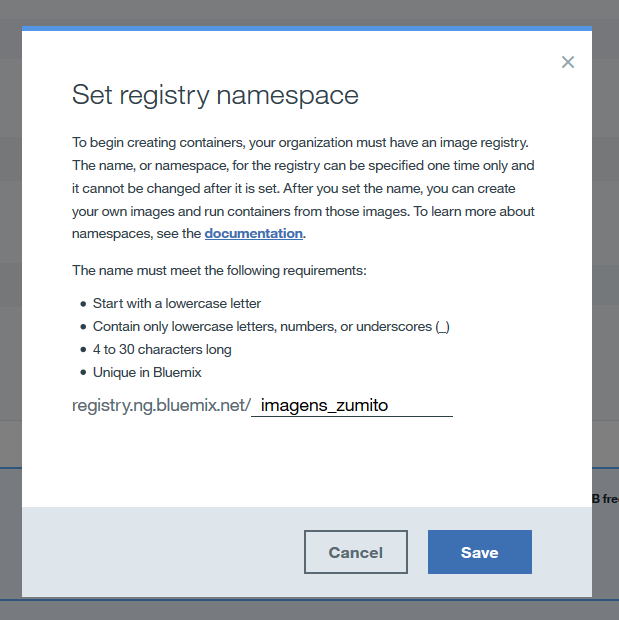 Set registry namespace
To begin creating containers, your organization must have an image registry.
The name, or namespace, for the registry can be specified one time only and
it cannot be changed after it is set. After you set the name, you can create
your own images and run containers from those images. To learn more about
namespaces, see the documentation.
The name must meet the following requirements:
• Start with a lowercase letter
• Contain only lowercase letters, numbers, or underscores (_)
• 4 to 30 characters long
• Unique in Bluemix
registry.ng.bluemix.net/ imagens_zumito
B fre
Cancel Save